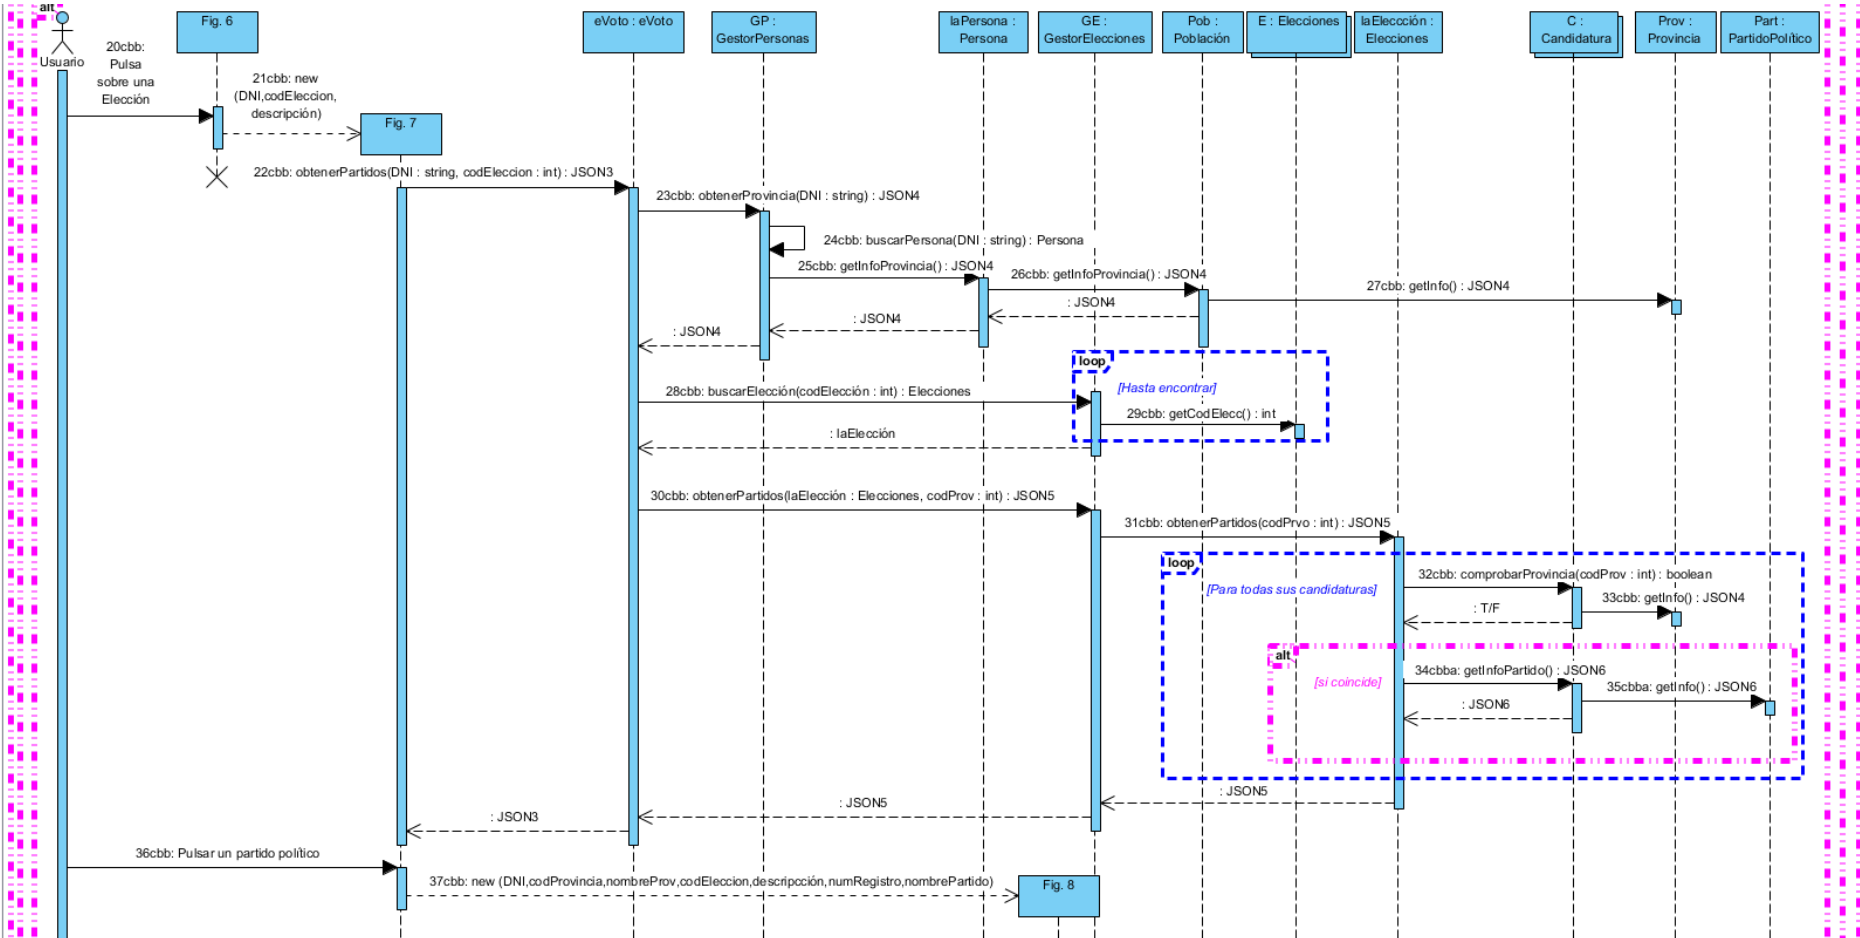 alt
Usuario
Fig. 6
eVoto : eVoto
GP :
GestorPersonas
laPersona :
Persona
GE :
GestorElecciones
Pob :
Población
E : Elecciones
laEleccción :
Elecciones
C :
Candidatura
Prov :
Provincia
Part :
PartidoPolítico
20cbb:
Pulsa
sobre una
Elección
21cbb: new
(DNI,codEleccion,
descripción)
Fig. 7
22cbb: obtenerPartidos(DNI : string, codEleccion : int) : JSON3
23cbb: obtenerProvincia(DNI : string) : JSON4
24cbb: buscarPersona(DNI : string) : Persona
25cbb: getInfoProvincia() : JSON4
26cbb: getInfoProvincia() : JSON4
27cbb: getInfo() : JSON4
: JSON4
: JSON4
: JSON4
loop
[Hasta encontrar]
28cbb: buscarElección(codElección : int) : Elecciones
29cbb: getCodElecc() : int
: laElección
30cbb: obtenerPartidos(laElección : Elecciones, codProv : int) : JSON5
31cbb: obtenerPartidos(codPrvo : int) : JSON5
loop
[Para todas sus candidaturas]
32cbb: comprobarProvincia(codProv : int) : boolean
33cbb: getInfo() : JSON4
: T/F
alt
[si coincide]
34cbba: getInfoPartido() : JSON6
35cbba: getInfo() : JSON6
: JSON6
: JSON5
: JSON5
: JSON3
36cbb: Pulsar un partido político
37cbb: new (DNI,codProvincia,nombreProv,codEleccion,descripcción,numRegistro,nombrePartido)
Fig. 8